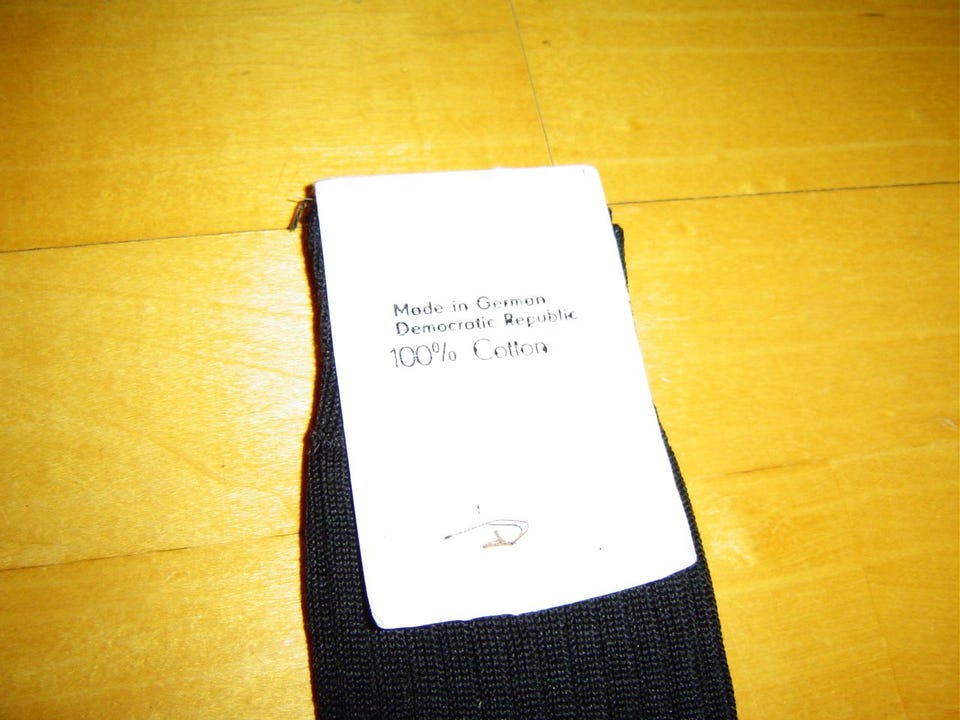 Made in German
Democratic Republic
100% Cotton